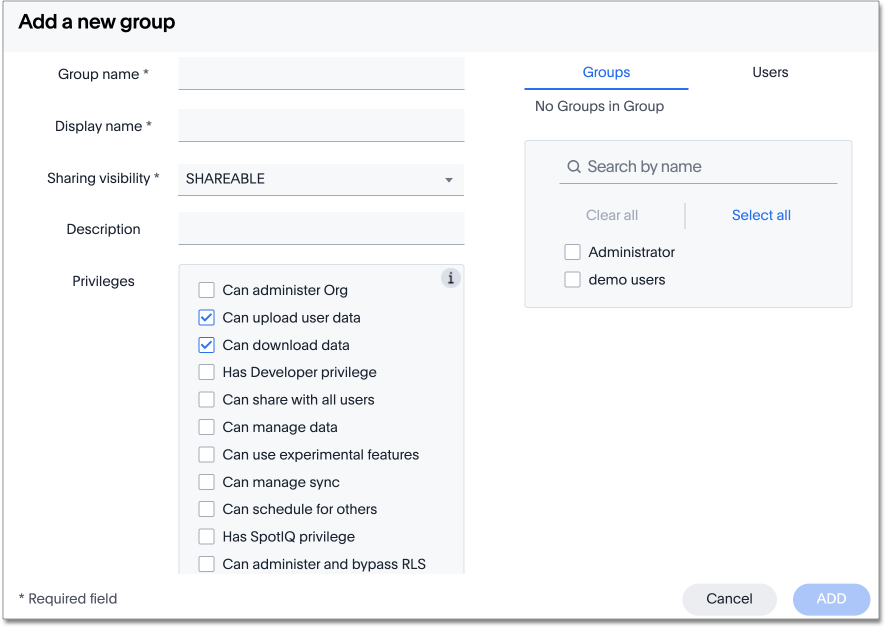 Add a new group
Group name *
Display name *
Sharing visibility * SHAREABLE
Description
Privileges
i
Can administer Org
Can upload user data
Can download data
Has Developer privilege
Can share with all users
Can manage data
Can use experimental features
Can manage sync
Can schedule for others
Has SpotIQ privilege
Can administer and bypass RLS
Groups Users
No Groups in Group
Search by name
Clear all Select all
Administrator
demo users
* Required field
Cancel ADD